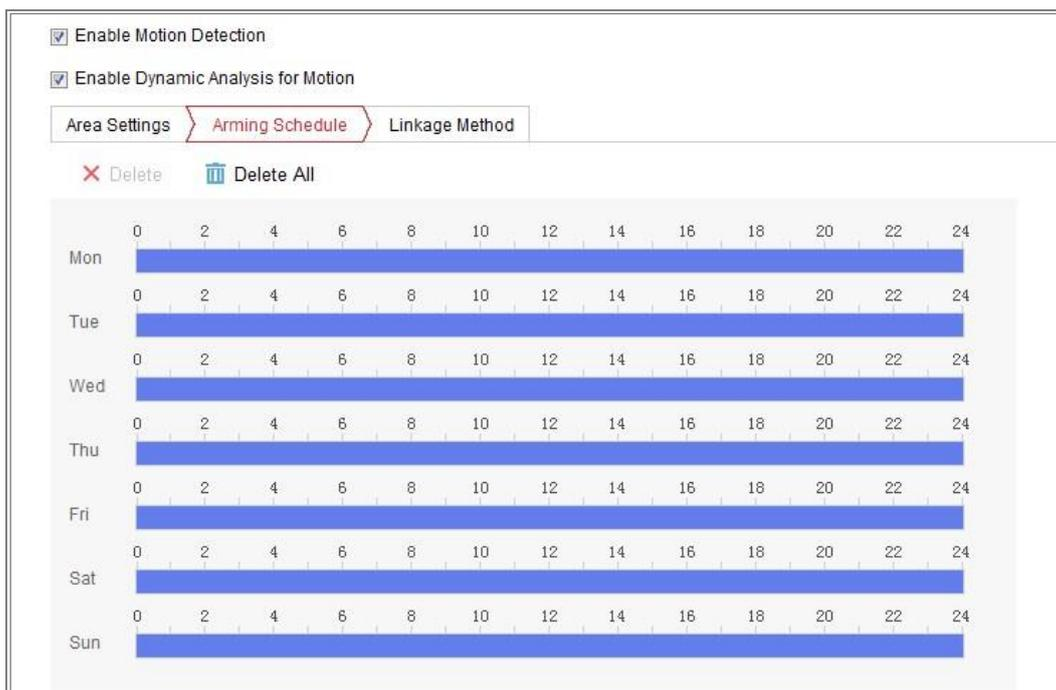 Enable Motion Detection
Enable Dynamic Analysis for Motion
Area Settings Arming Schedule Linkage Method
Delete Delete All
0 2 4 6 8 10 12 14 16 18 20 22 24
Mon
0 2 4 6 8 10 12 14 16 18 20 22 24
Tue
0 2 4 6 8 10 12 14 16 18 20 22 24
Wed
0 2 4 6 8 10 12 14 16 18 20 22 24
Thu
0 2 4 6 8 10 12 14 16 18 20 22 24
Fri
0 2 4 6 8 10 12 14 16 18 20 22 24
Sat
0 2 4 6 8 10 12 14 16 18 20 22 24
Sun